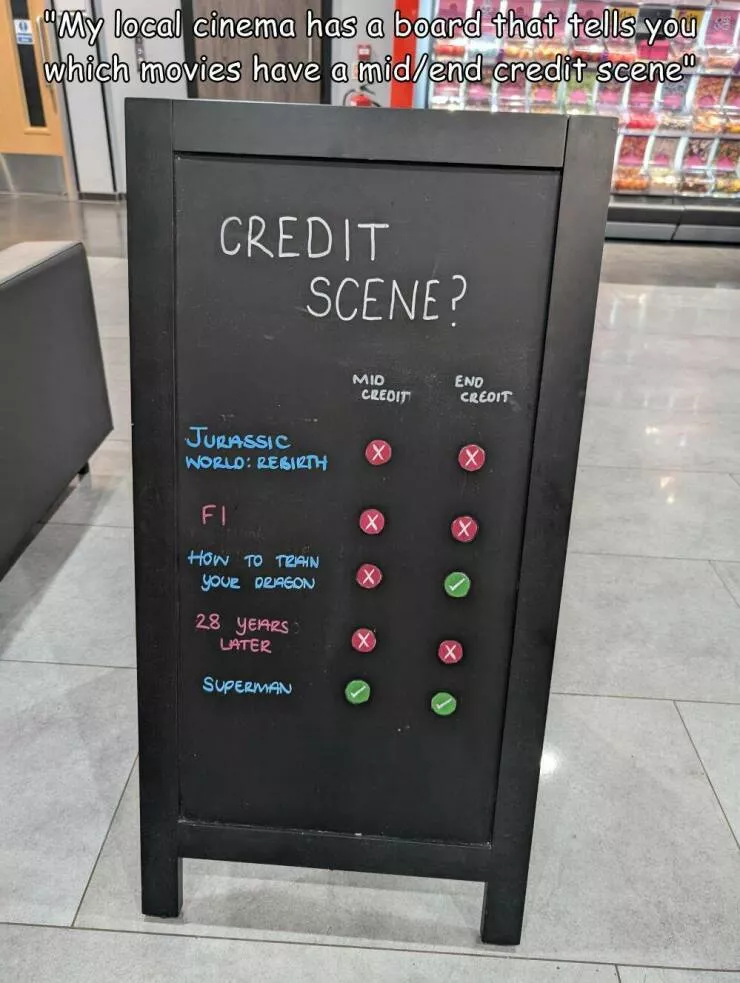 "My local cinema has a board that tells you
which movies have a mid/end credit scene"
CREDIT
SCENE?
MID
CREDIT
END
CREDIT
JURASSIC
WORLD: REBIRTH
X X
F1
X X
HOW TO TRAIN
YOUR DRAGON
X ✓
28 YEARS
LATER
X X
SUPERMAN
✓ ✓